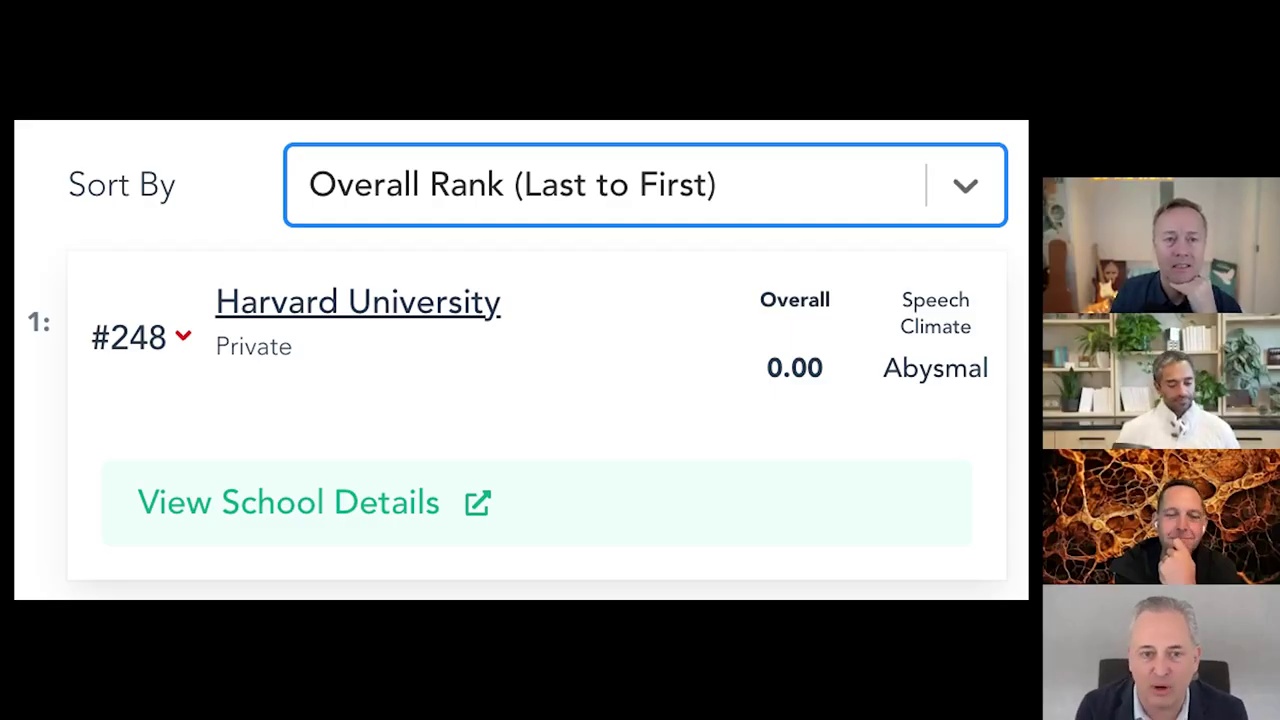 Sort By
Overall Rank (Last to First)
1:
#248
Harvard University
Private
Overall
0.00
Speech
Climate
Abysmal
View School Details